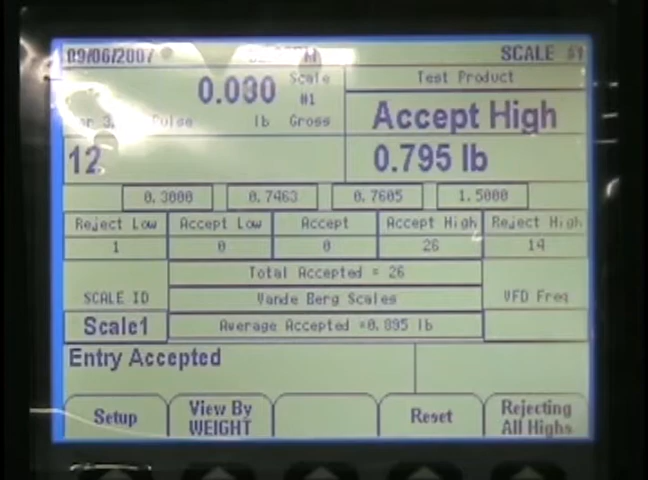 09/06/2007
SCALE #1
0.030 Scale
#1
Pulse lb Gross
Test Product
Accept High
12
0.795 lb
0.3000 0.7463 0.7605 1.5000
Reject Low Accept Low Accept Accept High Reject High
1 0 0 26 14
Total Accepted = 26
SCALE ID Vande Berg Scales VFD Freq
Scale1 Average Accepted =0.895 lb
Entry Accepted
Setup View By WEIGHT Reset Rejecting All Highs